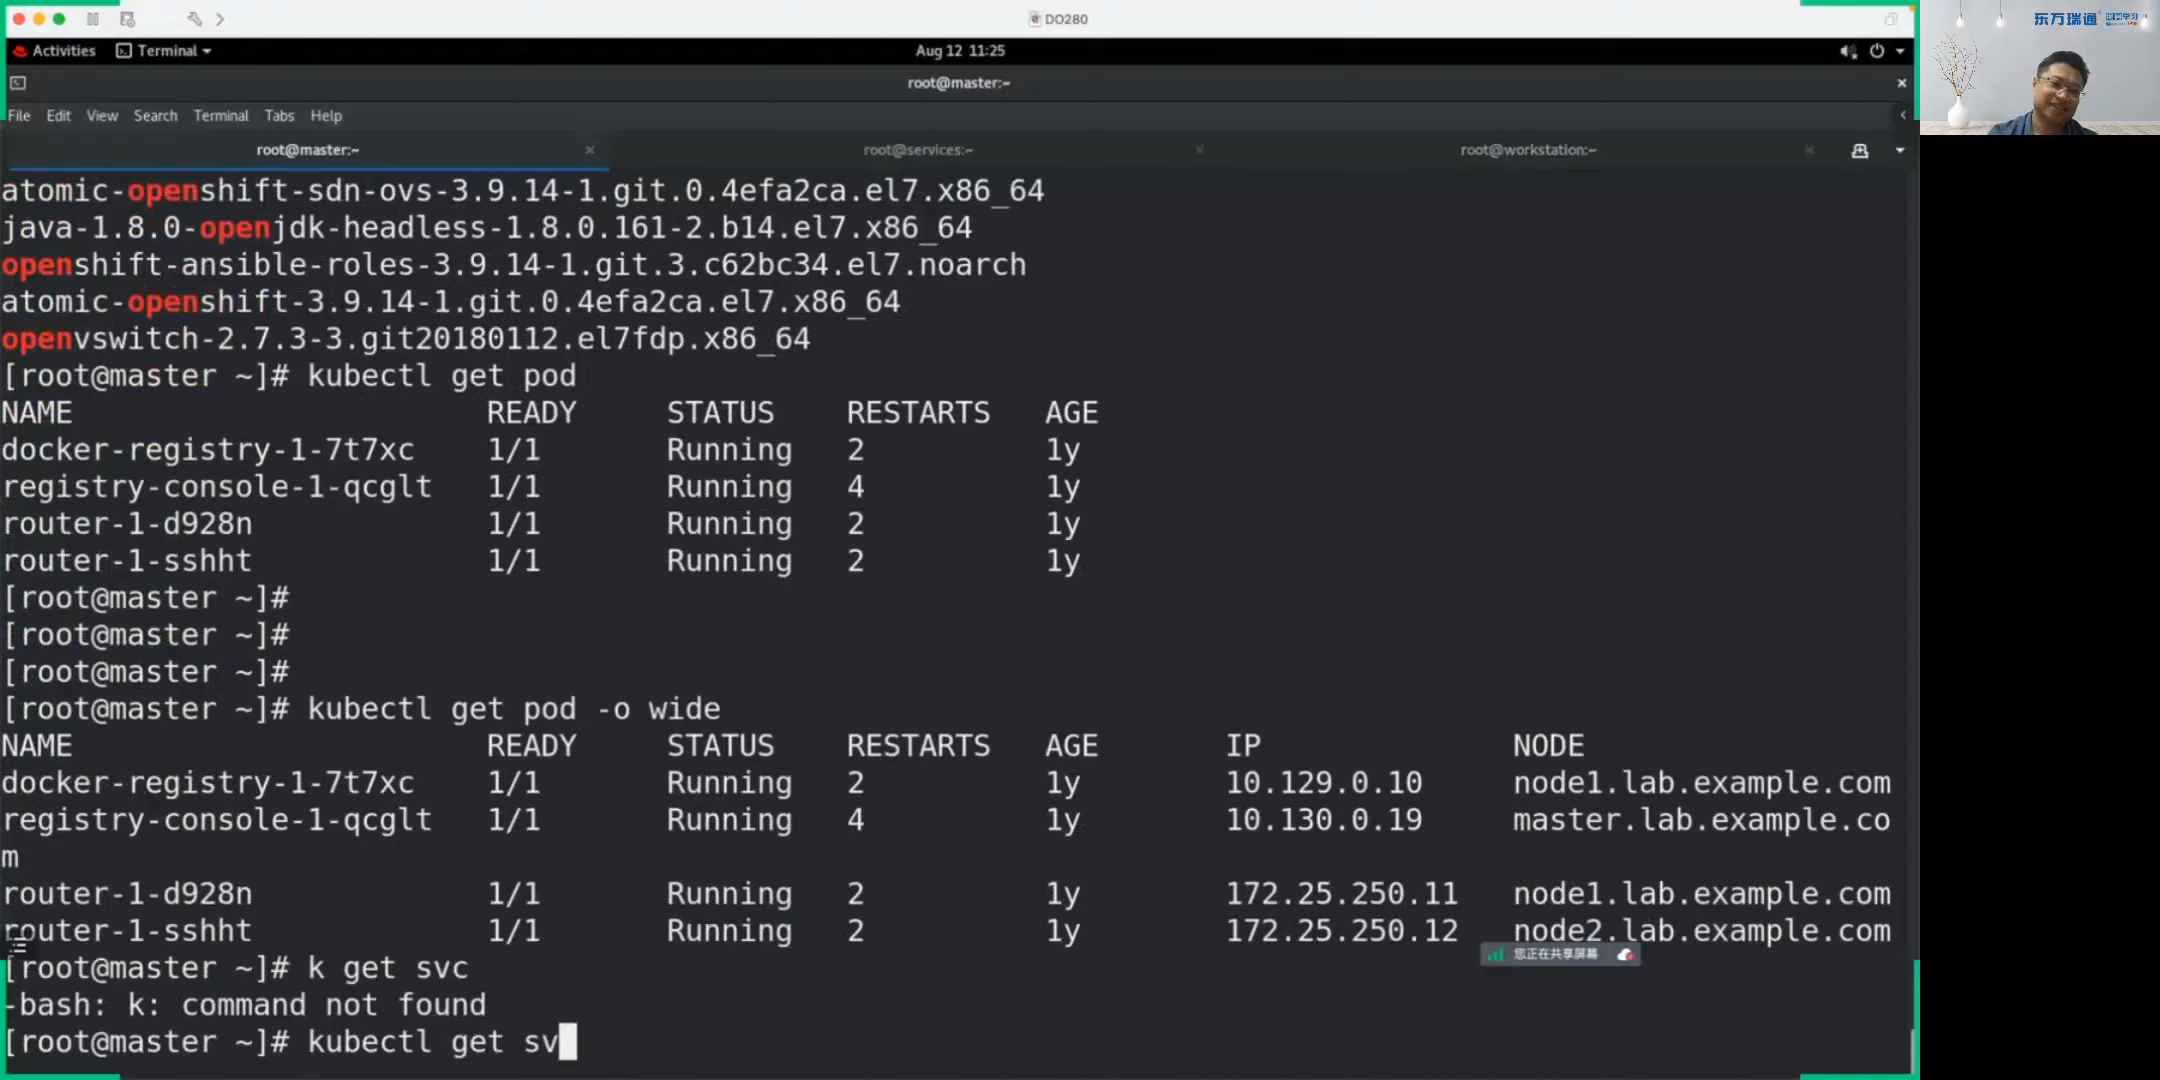 DO280
东方瑞通
Activities Terminal Aug 12 11:25
root@master:~
File Edit View Search Terminal Tabs Help
root@master:~ root@services:~ root@workstation:~
atomic-openshift-sdn-ovs-3.9.14-1.git.0.4efa2ca.el7.x86_64
java-1.8.0-openjdk-headless-1.8.0.161-2.b14.el7.x86_64
openshift-ansible-roles-3.9.14-1.git.3.c62bc34.el7.noarch
atomic-openshift-3.9.14-1.git.0.4efa2ca.el7.x86_64
openvswitch-2.7.3-3.git20180112.el7fdp.x86_64
[root@master ~]# kubectl get pod
NAME READY STATUS RESTARTS AGE
docker-registry-1-7t7xc 1/1 Running 2 1y
registry-console-1-qcglt 1/1 Running 4 1y
router-1-d928n 1/1 Running 2 1y
router-1-sshht 1/1 Running 2 1y
[root@master ~]#
[root@master ~]#
[root@master ~]#
[root@master ~]# kubectl get pod -o wide
NAME READY STATUS RESTARTS AGE IP NODE
docker-registry-1-7t7xc 1/1 Running 2 1y 10.129.0.10 node1.lab.example.com
registry-console-1-qcglt 1/1 Running 4 1y 10.130.0.19 master.lab.example.co
m
router-1-d928n 1/1 Running 2 1y 172.25.250.11 node1.lab.example.com
router-1-sshht 1/1 Running 2 1y 172.25.250.12 node2.lab.example.com
您正在共享屏幕
[root@master ~]# k get svc
-bash: k: command not found
[root@master ~]# kubectl get sv